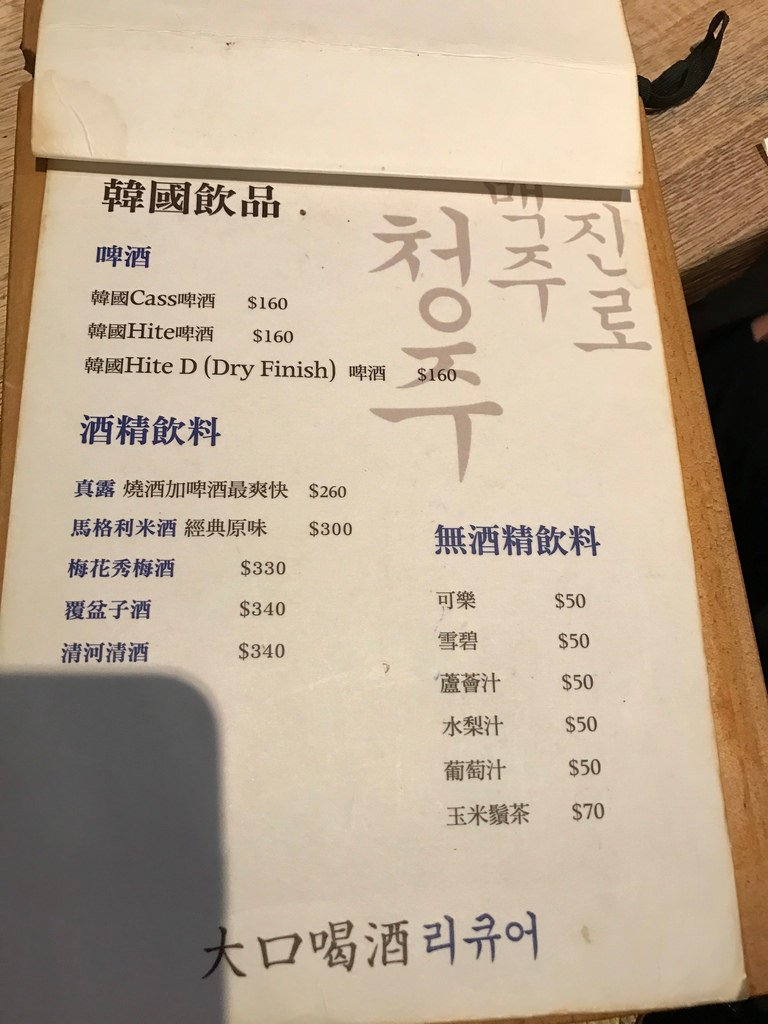 韓國飲品
啤酒
韓國Cass啤酒 $160
韓國Hite啤酒 $160
韓國Hite D (Dry Finish) 啤酒 $160
酒精飲料
真露 燒酒加啤酒最爽快 $260
馬格利米酒 經典原味 $300
梅花秀梅酒 $330
覆盆子酒 $340
清河清酒 $340
無酒精飲料
可樂 $50
雪碧 $50
蘆薈汁 $50
水梨汁 $50
葡萄汁 $50
玉米鬚茶 $70
청주
맥주
진로
大口喝酒 리큐어